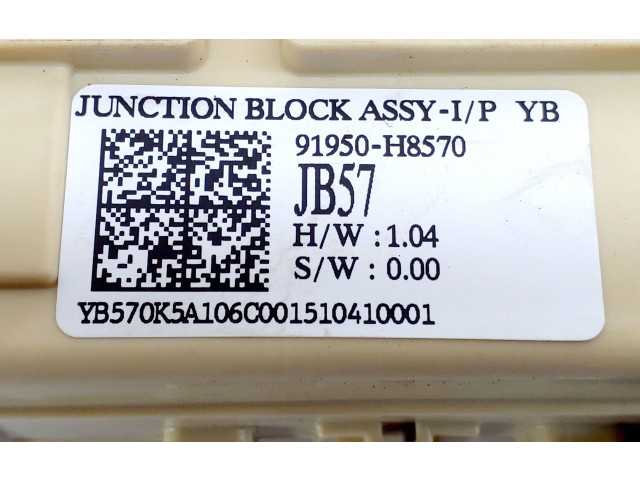 JUNCTION BLOCK ASSY-I/P YB
91950-H8570
JB57
H/W : 1.04
S/W : 0.00
YB570K5A106C001510410001